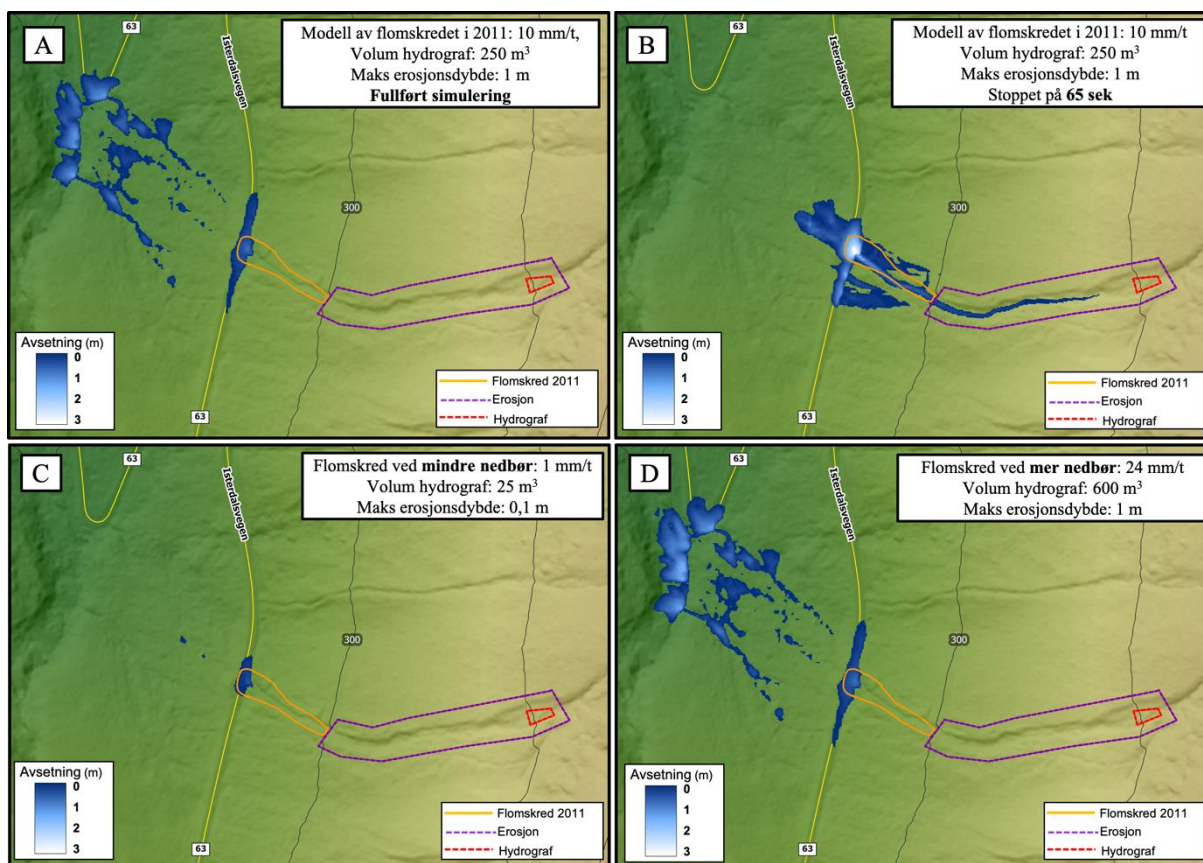 A
63
63
Isterdalsvegen
Modell av flomskredet i 2011: 10 mm/t,
Volum hydrograf: 250 m³
Maks erosjonsdybde: 1 m
Fullført simulering
300
63
Avsetning (m)
0
1
2
3
Flomskred 2011
Erosjon
Hydrograf
B
63
Isterdalsvegen
Modell av flomskredet i 2011: 10 mm/t
Volum hydrograf: 250 m³
Maks erosjonsdybde: 1 m
Stoppet på 65 sek
300
63
Avsetning (m)
0
1
2
3
Flomskred 2011
Erosjon
Hydrograf
C
63
Isterdalsvegen
Flomskred ved mindre nedbør: 1 mm/t
Volum hydrograf: 25 m³
Maks erosjonsdybde: 0,1 m
300
63
Avsetning (m)
0
1
2
3
Flomskred 2011
Erosjon
Hydrograf
D
63
63
Isterdalsvegen
Flomskred ved mer nedbør: 24 mm/t
Volum hydrograf: 600 m³
Maks erosjonsdybde: 1 m
300
63
Avsetning (m)
0
1
2
3
Flomskred 2011
Erosjon
Hydrograf